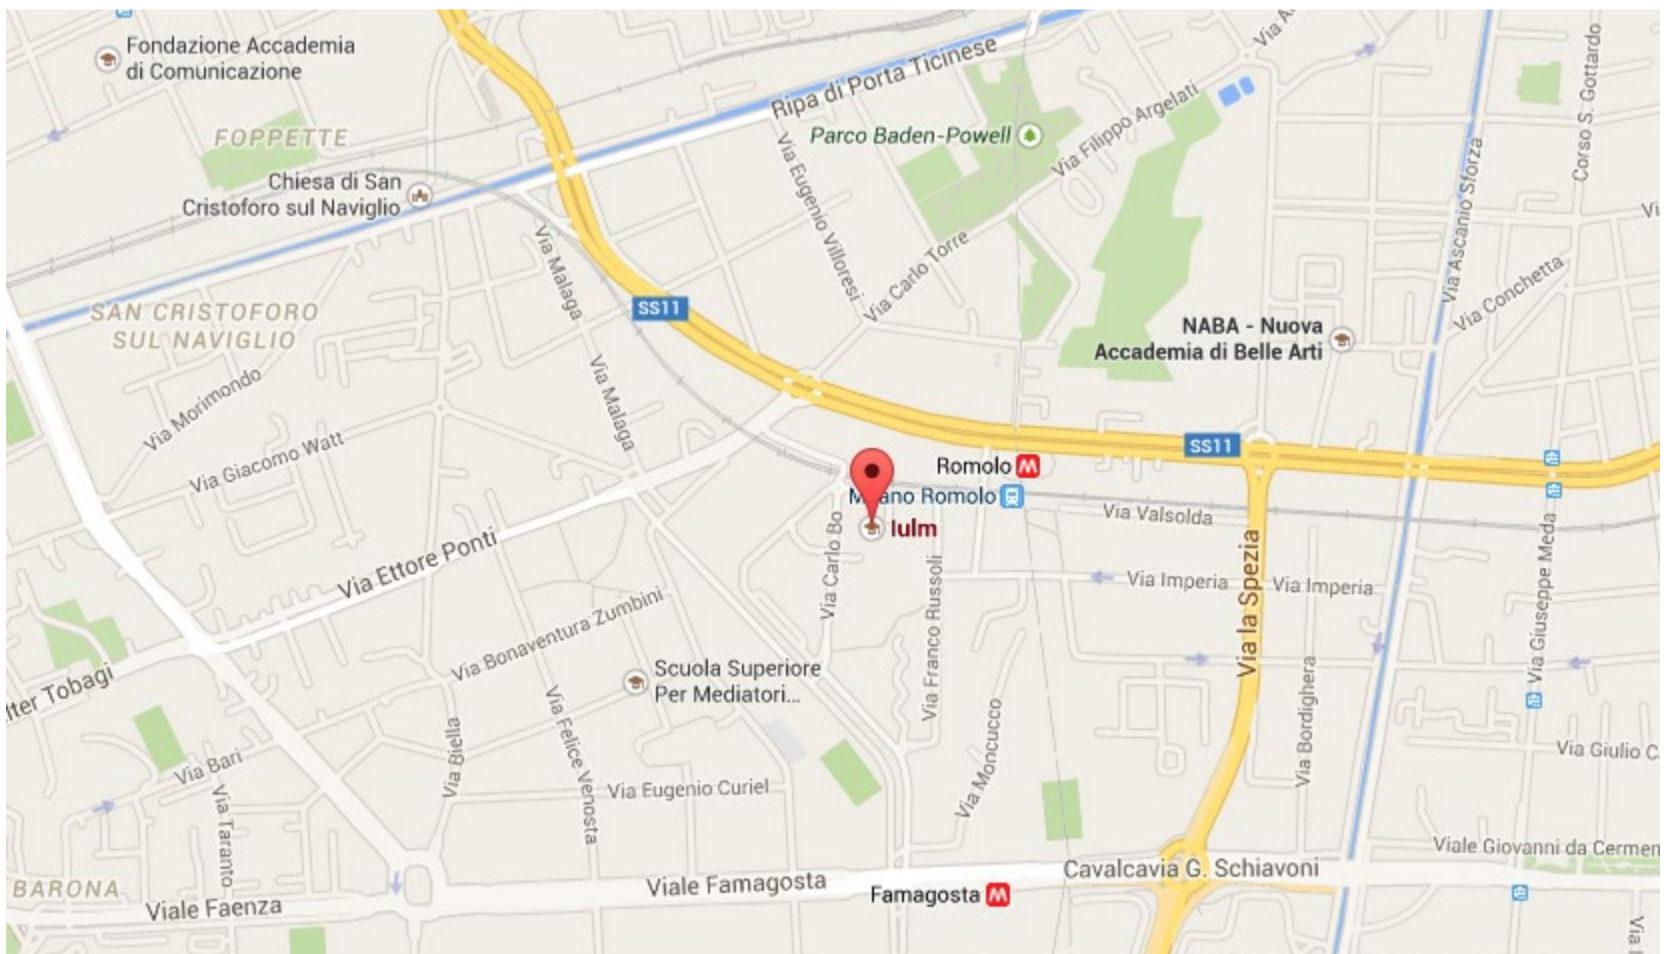 Fondazione Accademia
di Comunicazione
FOPPETTE
Chiesa di San
Cristoforo sul Naviglio
SAN CRISTOFORO
SUL NAVIGLIO
Ripa di Porta Ticinese
Parco Baden-Powell
Via Filippo Argelati
Via A
Corso S. Gottardo
Via Ascanio Sforza
Vi
Via Conchetta
Via Eugenio Villoresi
Via Carlo Torre
Via Malaga
SS11
NABA - Nuova
Accademia di Belle Arti
Via Malaga
Via Morimondo
Via Giacomo Watt
SS11
Romolo M
Milano Romolo
Iulm
Via Valsolda
Via Carlo Bo
Via Ettore Ponti
Via Imperia
Via Imperia
Via la Spezia
Via Giuseppe Meda
Via Franco Russoli
Via Bonaventura Zumbini
Scuola Superiore
Per Mediatori...
lter Tobagi
Via Bari
Via Biella
Via Felice Venosta
Via Taranto
Via Eugenio Curiel
Via Moncucco
Via Bordighera
Via Giulio C
Viale Giovanni da Cermen
BARONA
Viale Faenza
Viale Famagosta
Famagosta M
Cavalcavia G. Schiavoni
Via